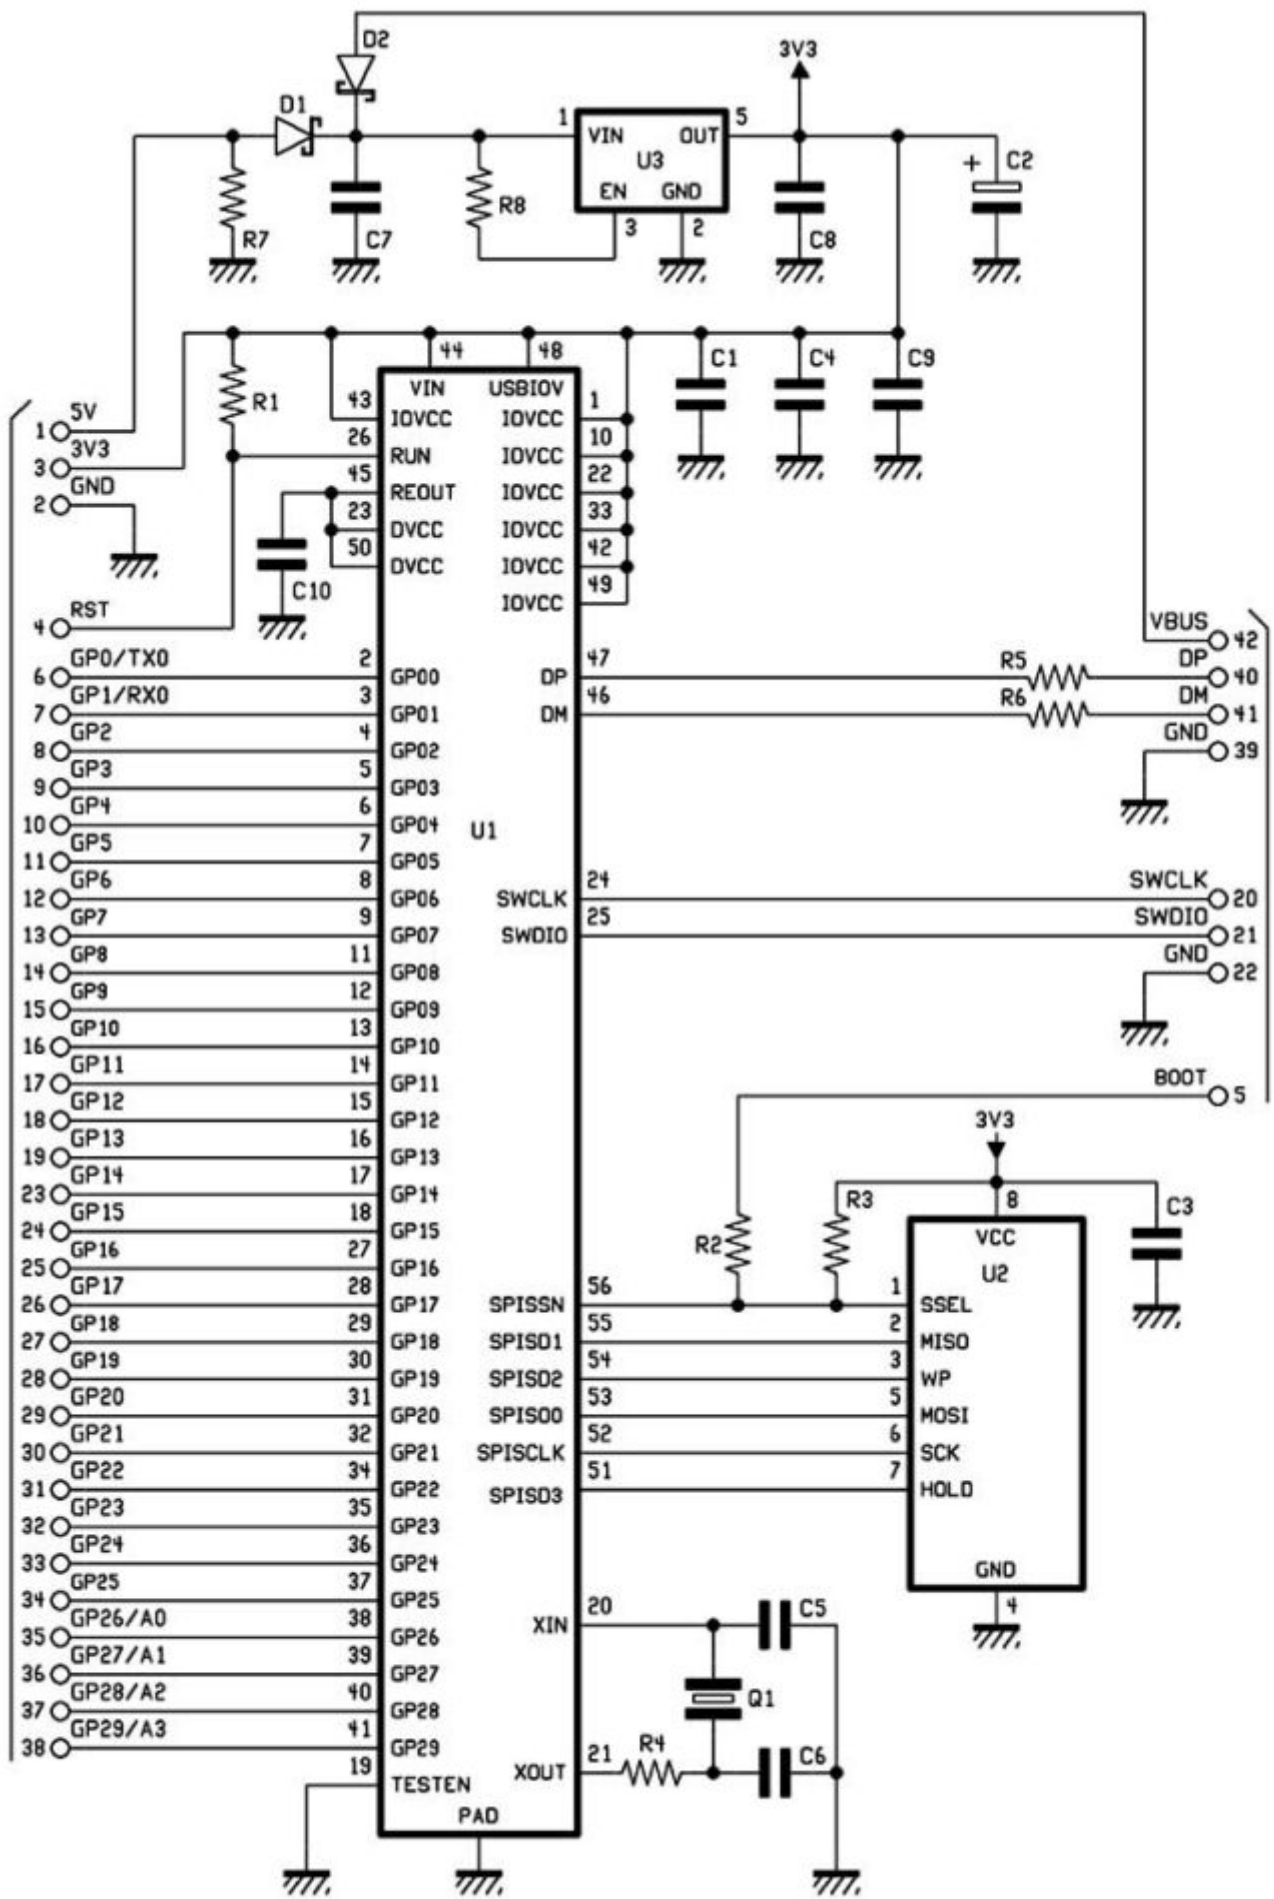 D2
3V3
D1
1
VIN
OUT
5
U3
+
C2
EN
GND
R8
R7
C7
3
2
C8
44
48
C1
C4
C9
VIN
USBIOV
R1
5V
1
43
IOVCC
IOVCC
1
3V3
3
26
RUN
IOVCC
10
GND
2
45
REOUT
IOVCC
22
23
DVCC
IOVCC
33
50
DVCC
IOVCC
42
C10
IOVCC
49
RST
4
VBUS
42
GP0/TX0
6
2
GP00
DP
47
R5
DP
40
GP1/RX0
7
3
GP01
DM
46
R6
DM
41
GP2
8
4
GP02
GND
39
GP3
9
5
GP03
GP4
10
6
GP04
U1
GP5
11
7
GP05
GP6
12
8
GP06
SWCLK
24
SWCLK
20
GP7
13
9
GP07
SWDIO
25
SWDIO
21
GP8
14
11
GP08
GND
22
GP9
15
12
GP09
GP10
16
13
GP10
GP11
17
14
GP11
BOOT
5
GP12
18
15
GP12
3V3
GP13
19
16
GP13
GP14
23
17
GP14
R3
8
C3
GP15
24
18
GP15
R2
VCC
GP16
25
27
GP16
U2
GP17
26
28
GP17
SPISSN
56
1
SSEL
GP18
27
29
GP18
SPISD1
55
2
MISO
GP19
28
30
GP19
SPISD2
54
3
WP
GP20
29
31
GP20
SPISO0
53
5
MOSI
GP21
30
32
GP21
SPISCLK
52
6
SCK
GP22
31
34
GP22
SPISD3
51
7
HOLD
GP23
32
35
GP23
GP24
33
36
GP24
GND
GP25
34
37
GP25
4
GP26/A0
35
38
GP26
XIN
20
C5
GP27/A1
36
39
GP27
GP28/A2
37
40
GP28
Q1
GP29/A3
38
41
GP29
19
TESTEN
XOUT
21
R4
C6
PAD